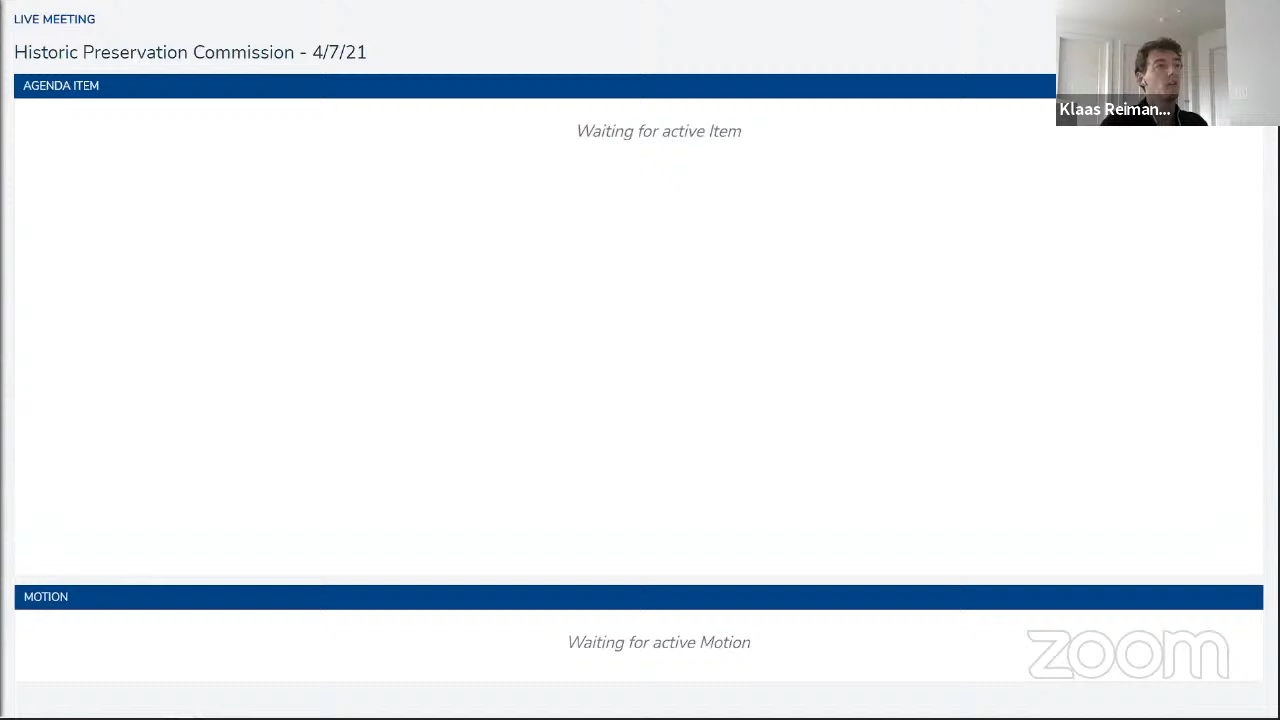 LIVE MEETING
Historic Preservation Commission - 4/7/21
AGENDA ITEM
Klaas Reiman...
Waiting for active Item
MOTION
Waiting for active Motion
zoom